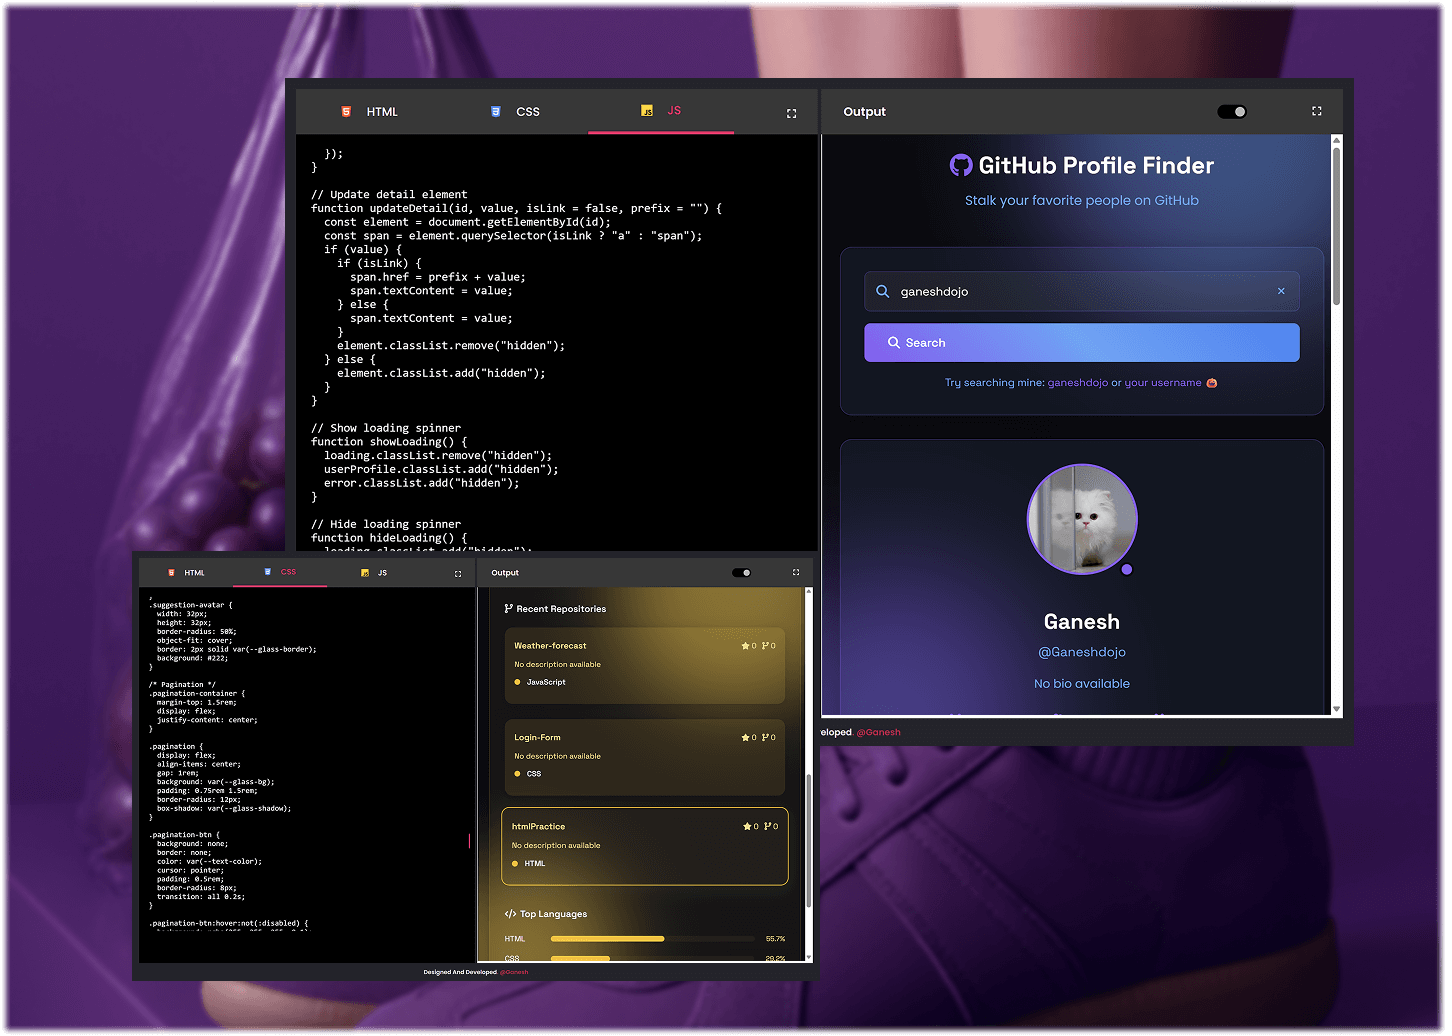 HTML
CSS
JS
});
}
// Update detail element
function updateDetail(id, value, isLink = false, prefix = "") {
const element = document.getElementById(id);
const span = element.querySelector(isLink ? "a" : "span");
if (value) {
if (isLink) {
span.href = prefix + value;
span.textContent = value;
} else {
span.textContent = value;
}
element.classList.remove("hidden");
} else {
element.classList.add("hidden");
}
}
// Show loading spinner
function showLoading() {
loading.classList.remove("hidden");
userProfile.classList.add("hidden");
error.classList.add("hidden");
}
// Hide loading spinner
function hideLoading() {
loading.classList.add("hidden");
Output
GitHub Profile Finder
Stalk your favorite people on GitHub
ganeshdojo
Search
Try searching mine: ganeshdojo or your username 🎃
Ganesh
@Ganeshdojo
No bio available
eloped. @Ganesh
HTML
CSS
JS
.suggestion-avatar {
width: 32px;
height: 32px;
border-radius: 50%;
object-fit: cover;
border: 2px solid var(--glass-border);
background: #222;
}
/* Pagination */
.pagination-container {
margin-top: 1.5rem;
display: flex;
justify-content: center;
}
.pagination {
display: flex;
align-items: center;
gap: 1rem;
background: var(--glass-bg);
padding: 0.75rem 1.5rem;
border-radius: 12px;
box-shadow: var(--glass-shadow);
}
.pagination-btn {
background: none;
border: none;
color: var(--text-color);
cursor: pointer;
padding: 0.5rem;
border-radius: 8px;
transition: all 0.2s;
}
.pagination-btn:hover:not(:disabled) {
Output
Recent Repositories
Weather-forecast
0 0
No description available
JavaScript
Login-Form
0 0
No description available
CSS
htmlPractice
0 0
No description available
HTML
</> Top Languages
HTML 55.7%
CSS 29.2%
Designed And Developed. @Ganesh